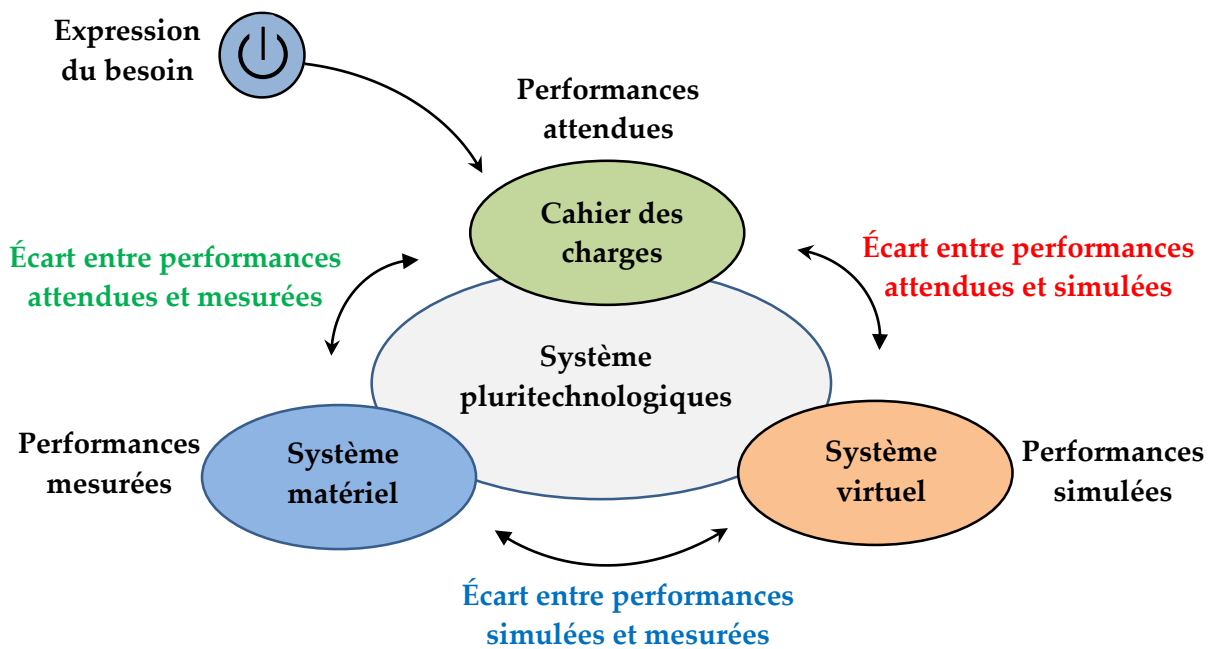 Expression
du besoin
Performances
attendues
Cahier des
charges
Écart entre performances
attendues et mesurées
Écart entre performances
attendues et simulées
Système
pluritechnologiques
Performances
mesurées
Système
matériel
Système
virtuel
Performances
simulées
Écart entre performances
simulées et mesurées